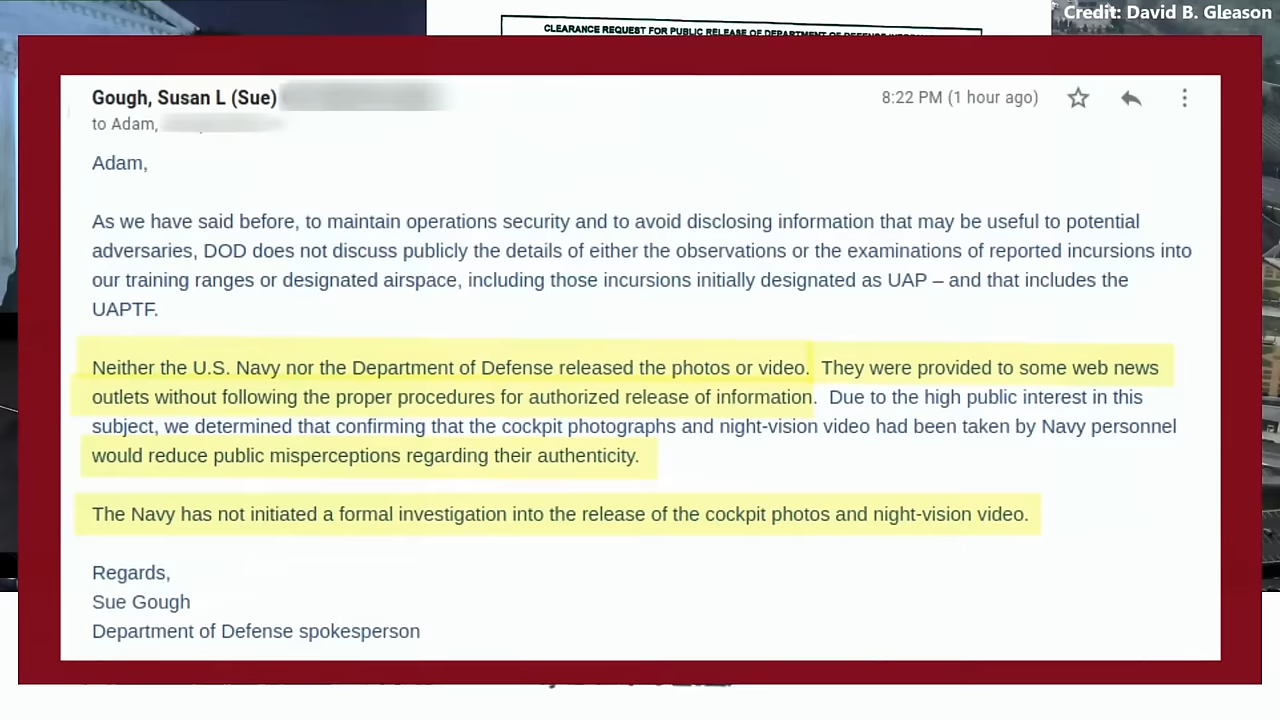 Credit: David B. Gleason
CLEARANCE REQUEST FOR PUBLIC RELEASE OF DEPARTMENT OF DEFENSE
Gough, Susan L (Sue)
8:22 PM (1 hour ago)
to Adam,
Adam,
As we have said before, to maintain operations security and to avoid disclosing information that may be useful to potential
adversaries, DOD does not discuss publicly the details of either the observations or the examinations of reported incursions into
our training ranges or designated airspace, including those incursions initially designated as UAP – and that includes the
UAPTF.
Neither the U.S. Navy nor the Department of Defense released the photos or video. They were provided to some web news
outlets without following the proper procedures for authorized release of information. Due to the high public interest in this
subject, we determined that confirming that the cockpit photographs and night-vision video had been taken by Navy personnel
would reduce public misperceptions regarding their authenticity.
The Navy has not initiated a formal investigation into the release of the cockpit photos and night-vision video.
Regards,
Sue Gough
Department of Defense spokesperson